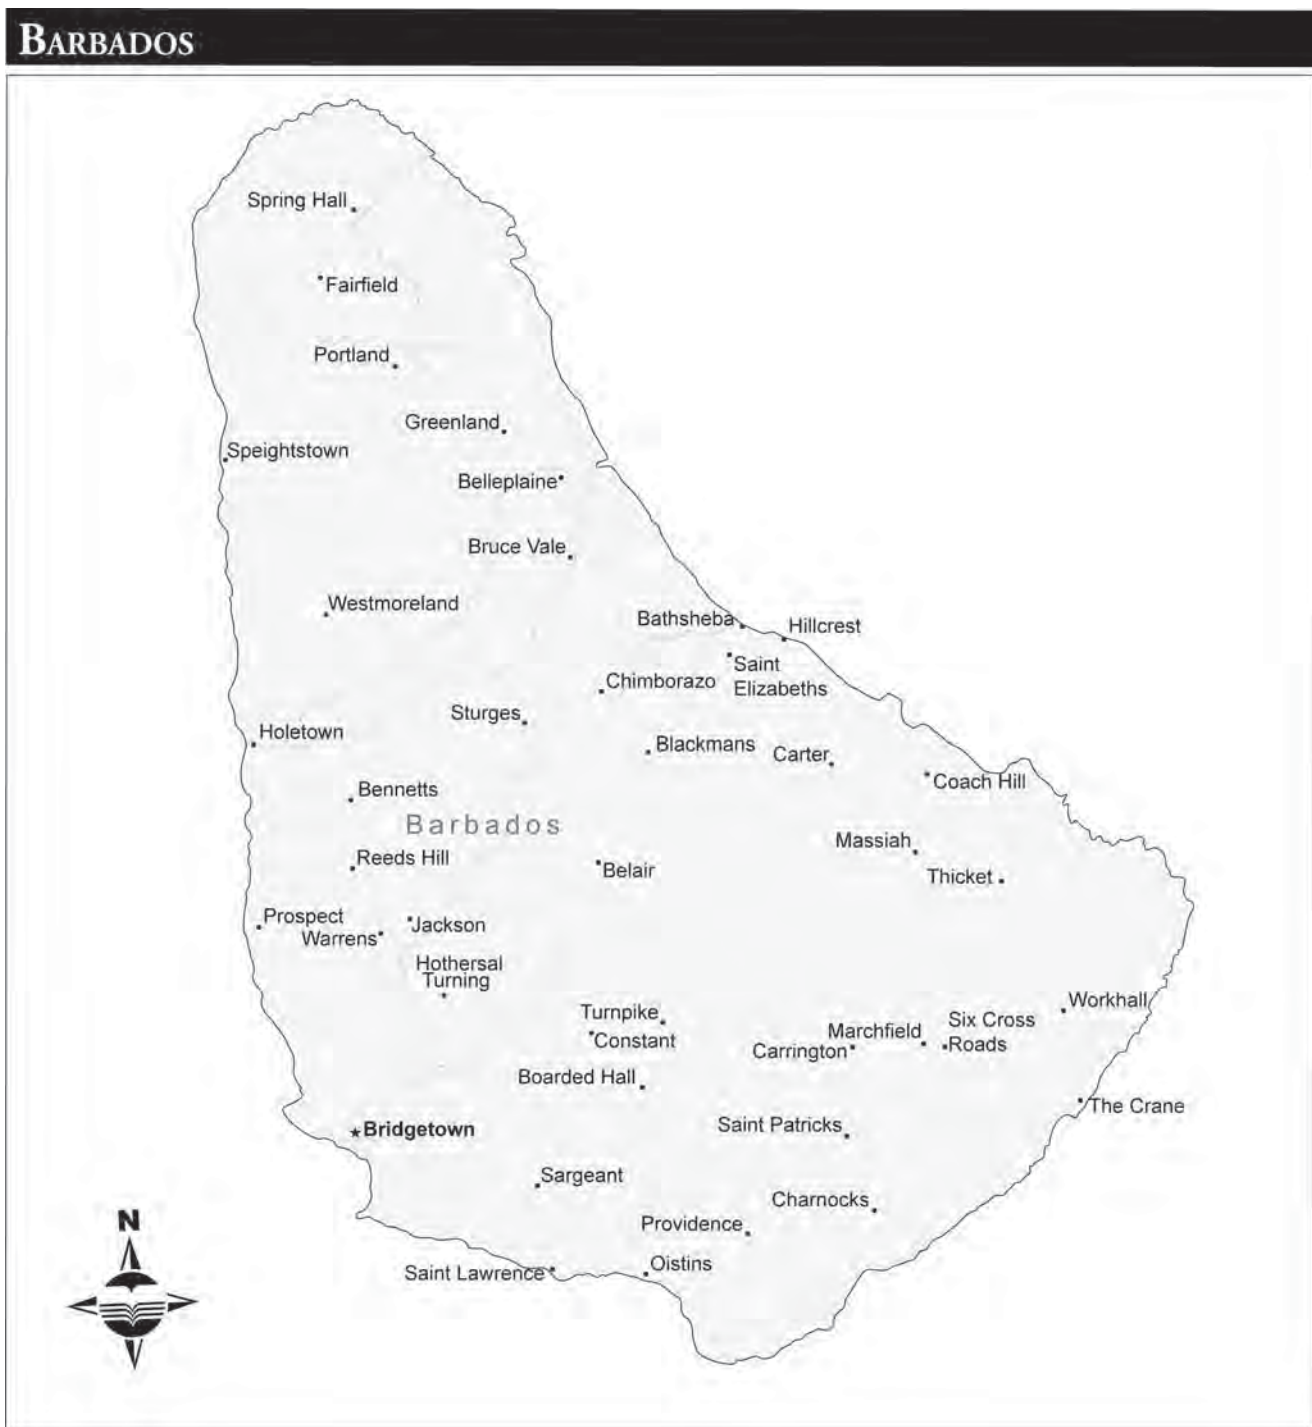 BARBADOS
Spring Hall
Fairfield
Portland
Greenland
Speightstown
Belleplaine
Bruce Vale
Westmoreland
Bathsheba
Hillcrest
Saint
Elizabeths
Chimborazo
Sturges
Holetown
Blackmans
Carter
Coach Hill
Bennetts
Barbados
Massiah
Reeds Hill
Belair
Thicket
Prospect
Warrens
Jackson
Hothersal
Turning
Workhall
Turnpike
Constant
Marchfield
Six Cross
Roads
Carrington
Boarded Hall
The Crane
Saint Patricks
Bridgetown
Sargeant
Charnocks
N
Providence
Oistins
Saint Lawrence